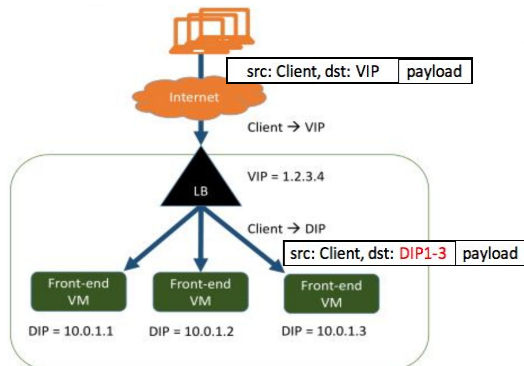 src: Client, dst: VIP payload
Internet
Client → VIP
VIP = 1.2.3.4
LB
Client → DIP
src: Client, dst: DIP1-3 payload
Front-end
VM
Front-end
VM
Front-end
VM
DIP = 10.0.1.1
DIP = 10.0.1.2
DIP = 10.0.1.3